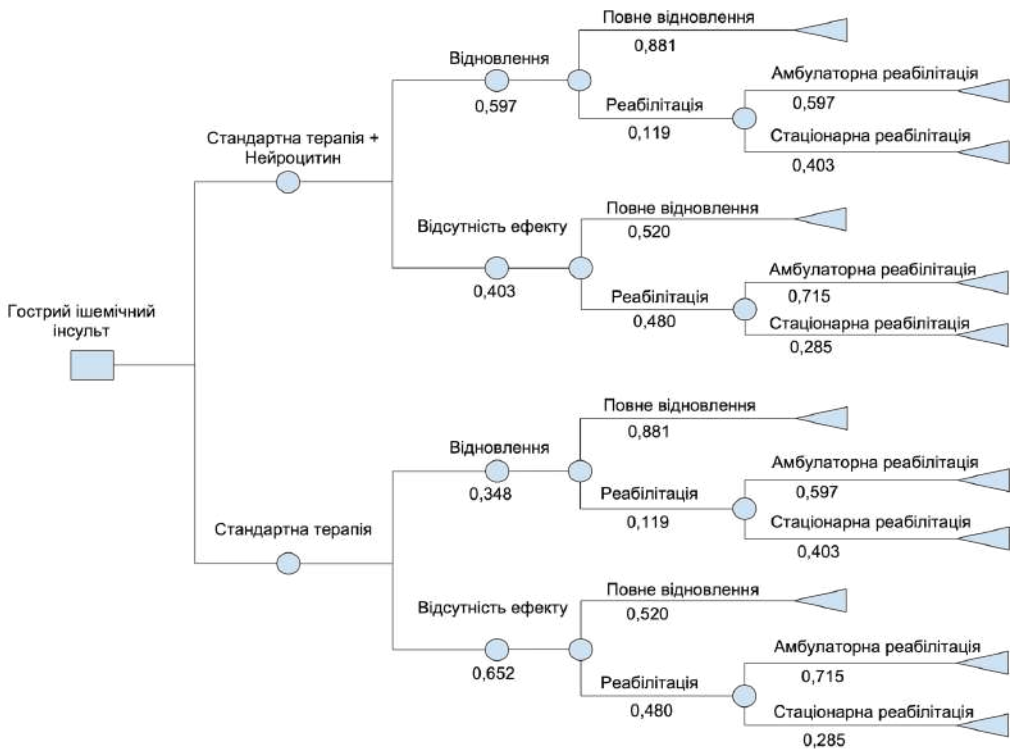 Повне відновлення
0,881
Відновлення
0,597
Амбулаторна реабілітація
0,597
Реабілітація
0,119
Стаціонарна реабілітація
0,403
Стандартна терапія +
Нейроцитин
Повне відновлення
0,520
Відсутність ефекту
0,403
Амбулаторна реабілітація
0,715
Реабілітація
0,480
Стаціонарна реабілітація
0,285
Гострий ішемічний
інсульт
Повне відновлення
0,881
Відновлення
0,348
Амбулаторна реабілітація
0,597
Реабілітація
0,119
Стаціонарна реабілітація
0,403
Стандартна терапія
Повне відновлення
0,520
Відсутність ефекту
0,652
Амбулаторна реабілітація
0,715
Реабілітація
0,480
Стаціонарна реабілітація
0,285